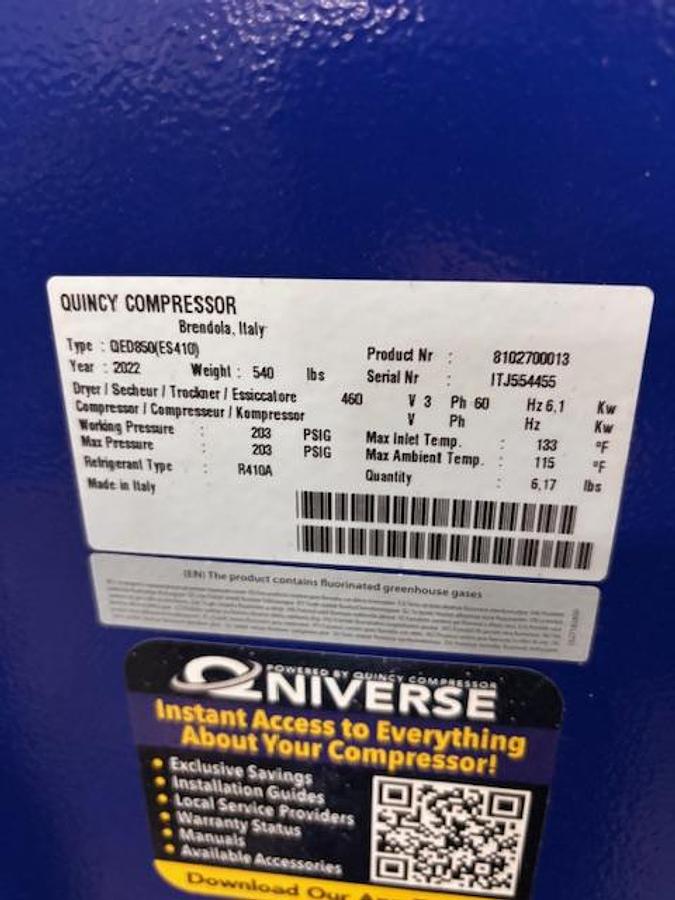 QUINCY COMPRESSOR
Brendola, Italy
Type : QED850(ES410) Product Nr : 8102700013
Year : 2022 Weight : 540 lbs Serial Nr : ITJ554455
Dryer / Secheur / Trockner / Essiccatore 460 V 3 Ph 60 Hz 6,1 Kw
Compressor / Compresseur / Kompressor V Ph Hz Kw
Working Pressure : 203 PSIG Max Inlet Temp. : 133 °F
Max Pressure : 203 PSIG Max Ambient Temp. : 115 °F
Refrigerant Type : R410A Quantity : 6,17 lbs
Made in Italy
(EN) The product contains fluorinated greenhouse gases
POWERED BY QUINCY COMPRESSOR
QNIVERSE
Instant Access to Everything
About Your Compressor!
• Exclusive Savings
• Installation Guides
• Local Service Providers
• Warranty Status
• Manuals
• Available Accessories
Download Our